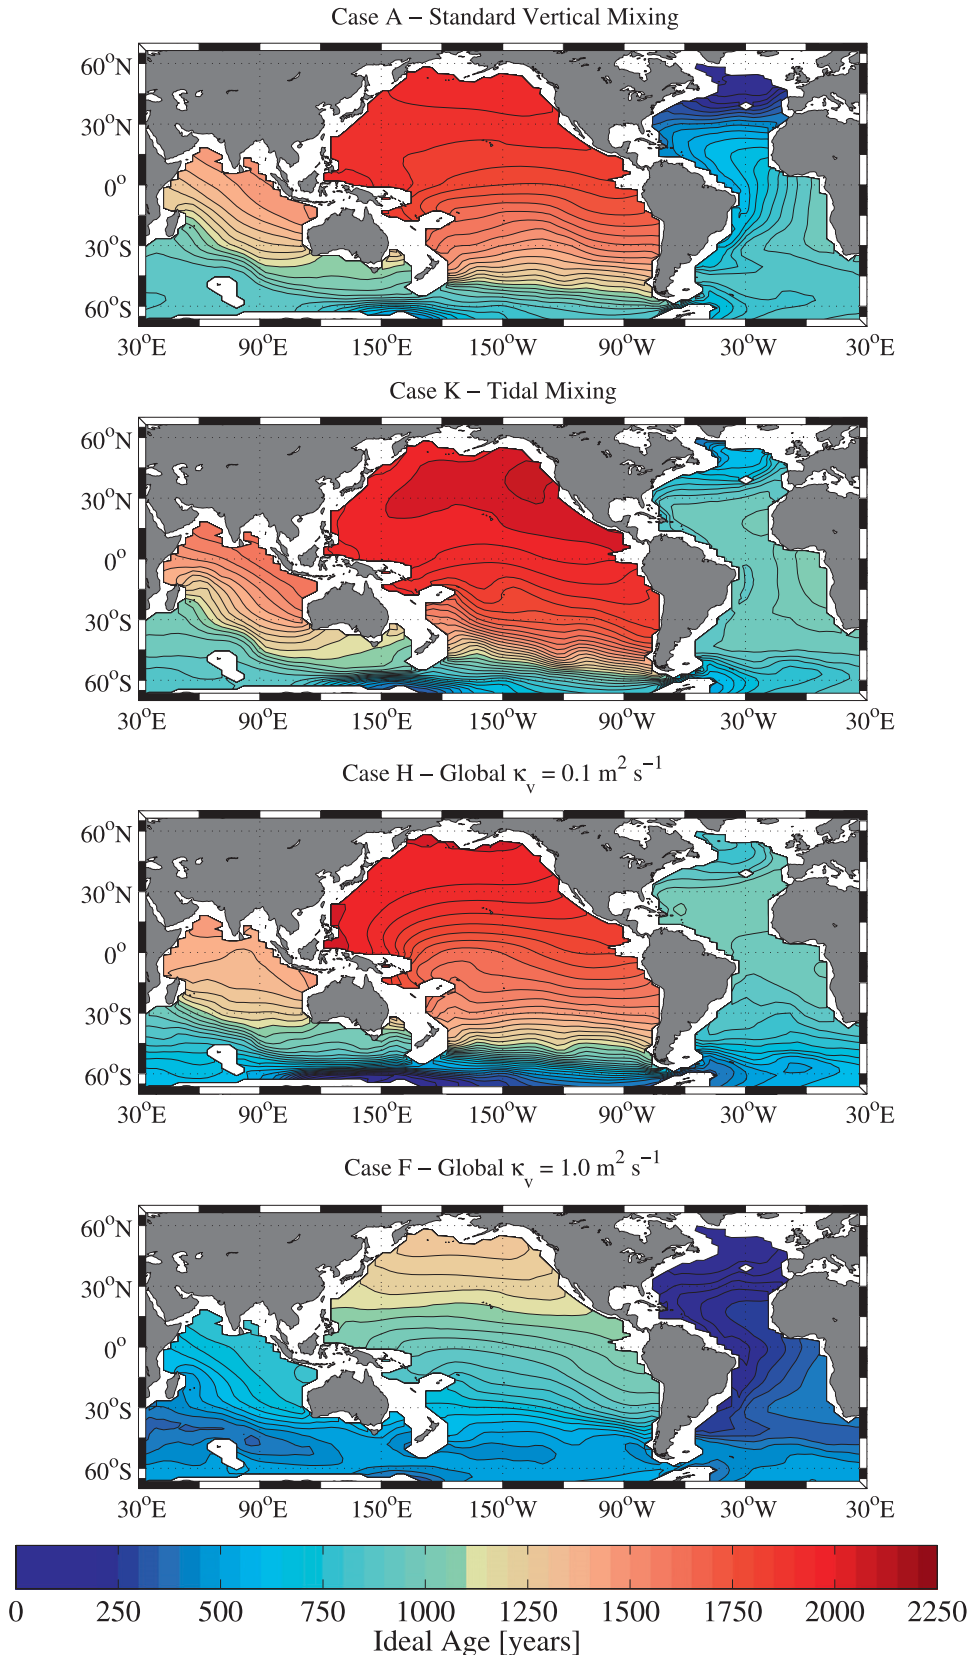 Case A – Standard Vertical Mixing
60°N
30°N
0°
30°S
60°S
30°E 90°E 150°E 150°W 90°W 30°W 30°E
Case K – Tidal Mixing
60°N
30°N
0°
30°S
60°S
30°E 90°E 150°E 150°W 90°W 30°W 30°E
Case H – Global κᵥ = 0.1 m² s⁻¹
60°N
30°N
0°
30°S
60°S
30°E 90°E 150°E 150°W 90°W 30°W 30°E
Case F – Global κᵥ = 1.0 m² s⁻¹
60°N
30°N
0°
30°S
60°S
30°E 90°E 150°E 150°W 90°W 30°W 30°E
0 250 500 750 1000 1250 1500 1750 2000 2250
Ideal Age [years]